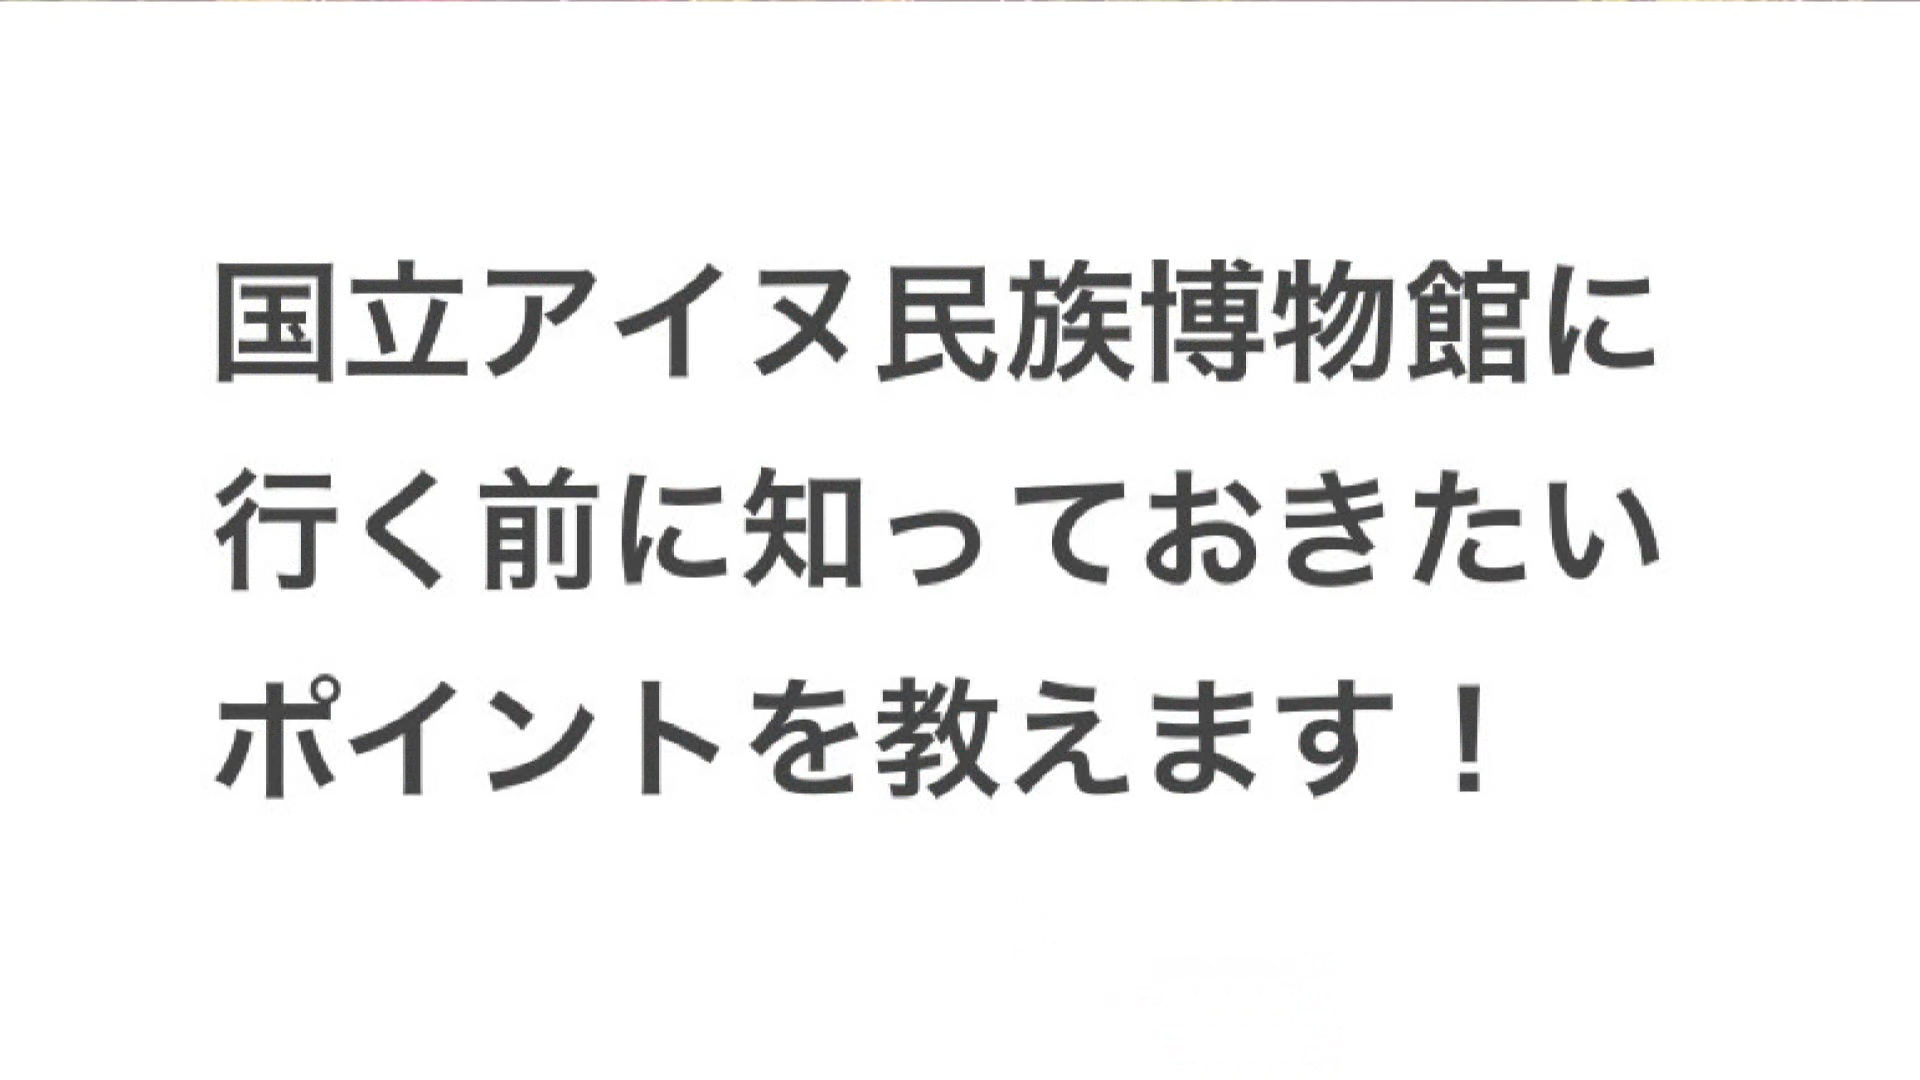 国立アイヌ民族博物館に
行く前に知っておきたい
ポイントを教えます！